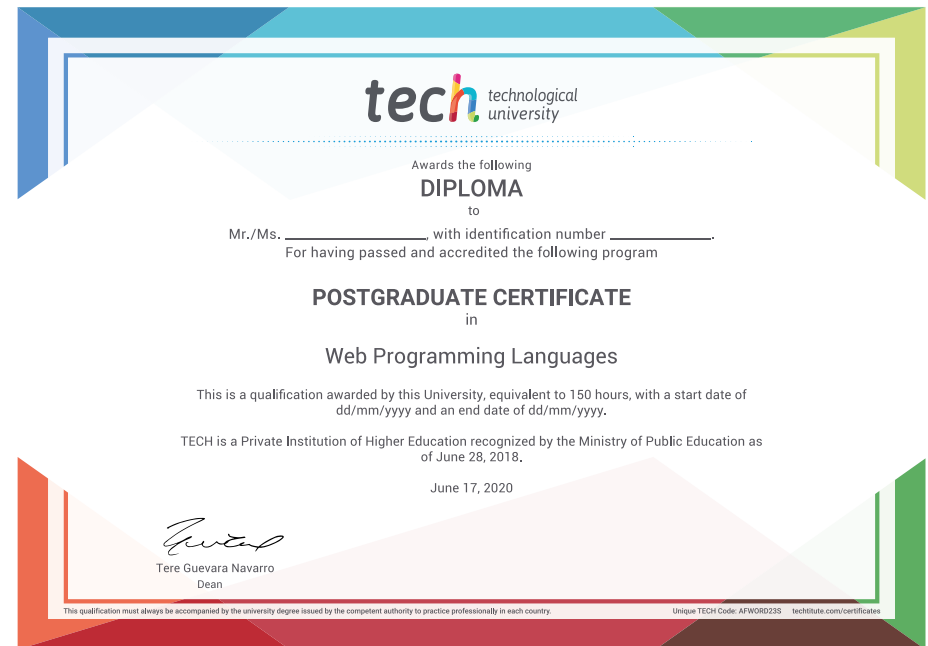 tech technological
university
Awards the following
DIPLOMA
to
Mr./Ms. ____________________, with identification number ______________.
For having passed and accredited the following program
POSTGRADUATE CERTIFICATE
in
Web Programming Languages
This is a qualification awarded by this University, equivalent to 150 hours, with a start date of
dd/mm/yyyy and an end date of dd/mm/yyyy.
TECH is a Private Institution of Higher Education recognized by the Ministry of Public Education as
of June 28, 2018.
June 17, 2020
Tere Guevara Navarro
Dean
This qualification must always be accompanied by the university degree issued by the competent authority to practice professionally in each country. Unique TECH Code: AFWORD23S techtitute.com/certificates